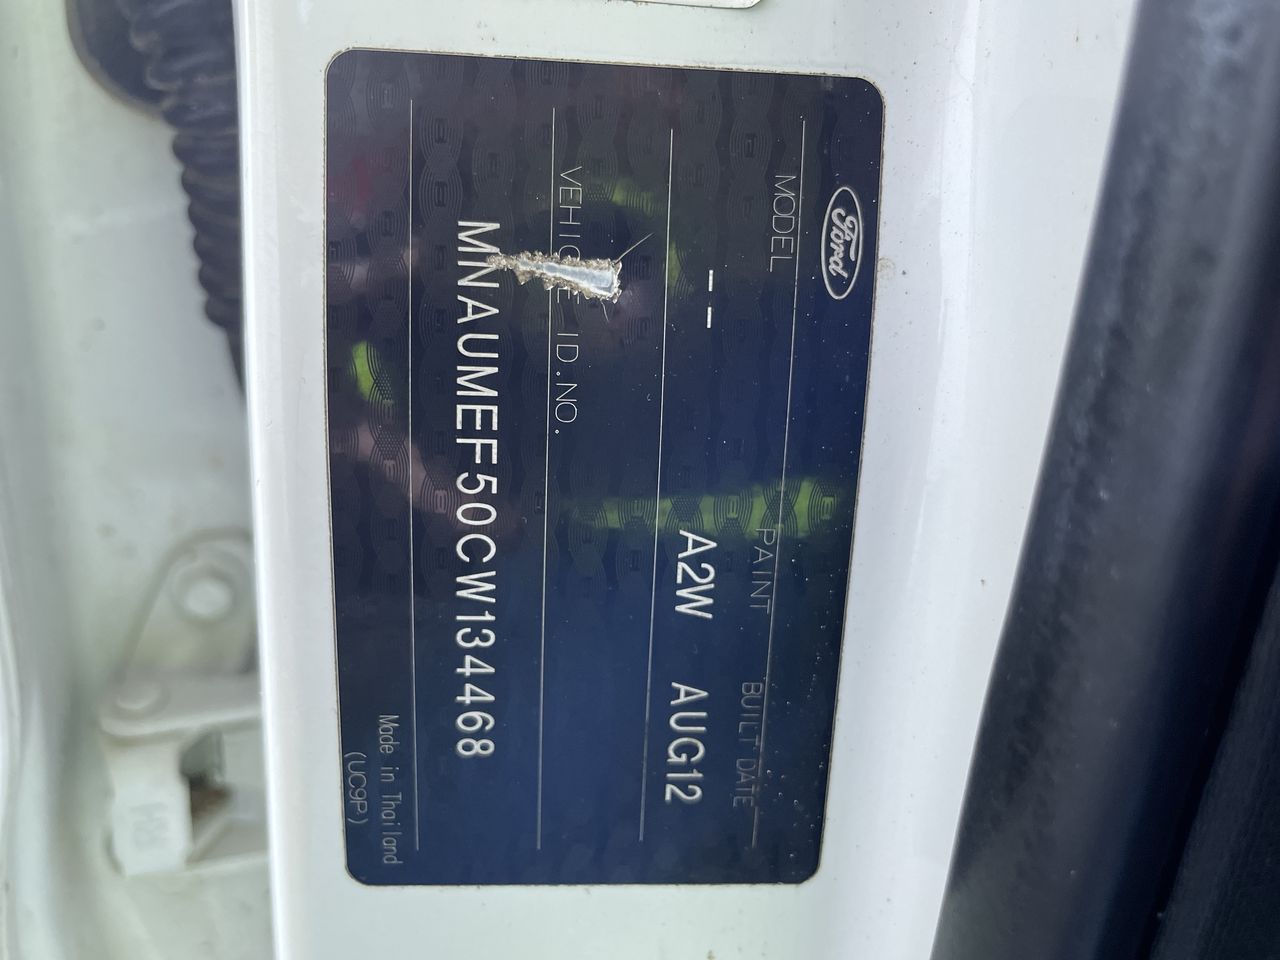 Ford
MODEL PAINT BUILT DATE
-- A2W AUG12
VEHICLE ID.NO.
MNAUMEF50CW134468
Made in Thailand
(UC9P)